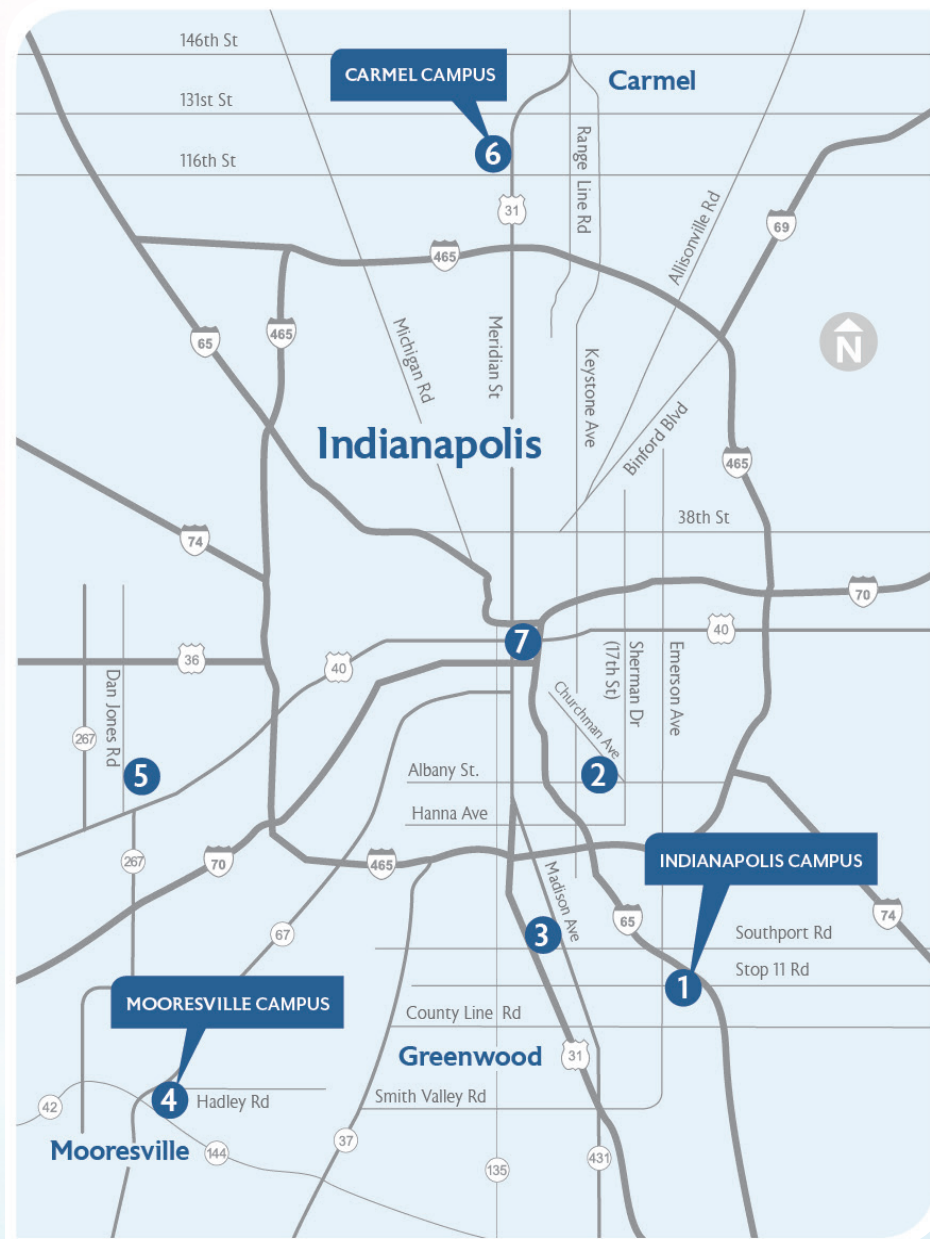 146th St
CARMEL CAMPUS
Carmel
131st St
116th St
6
Range Line Rd
31
Allisonville Rd
69
465
465
65
N
Michigan Rd
Meridian St
Keystone Ave
Indianapolis
Binford Blvd
465
38th St
74
70
7
40
36
40
Sherman Dr
(17th St)
Emerson Ave
Dan Jones Rd
267
Churchman Ave
5
Albany St.
2
Hanna Ave
267
70
465
INDIANAPOLIS CAMPUS
Madison Ave
65
74
67
3
Southport Rd
Stop 11 Rd
1
MOORESVILLE CAMPUS
County Line Rd
Greenwood
31
4
Hadley Rd
Smith Valley Rd
42
Mooresville
144
37
135
431